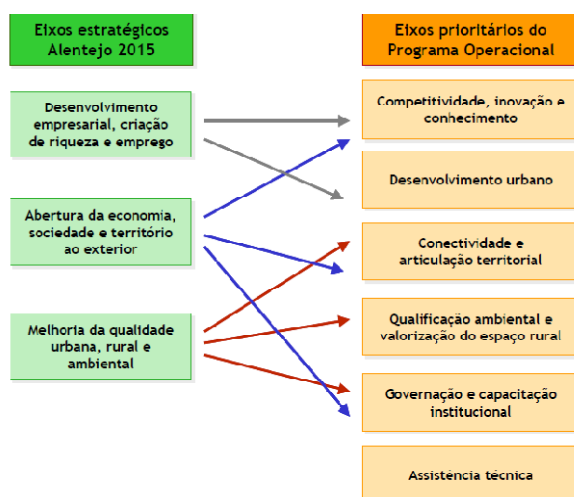 Eixos estratégicos
Alentejo 2015
Eixos prioritários do
Programa Operacional
Desenvolvimento
empresarial, criação
de riqueza e emprego
Abertura da economia,
sociedade e território
ao exterior
Melhoria da qualidade
urbana, rural e
ambiental
Competitividade, inovação e
conhecimento
Desenvolvimento urbano
Conectividade e
articulação territorial
Qualificação ambiental e
valorização do espaço rural
Governação e capacitação
institucional
Assistência técnica